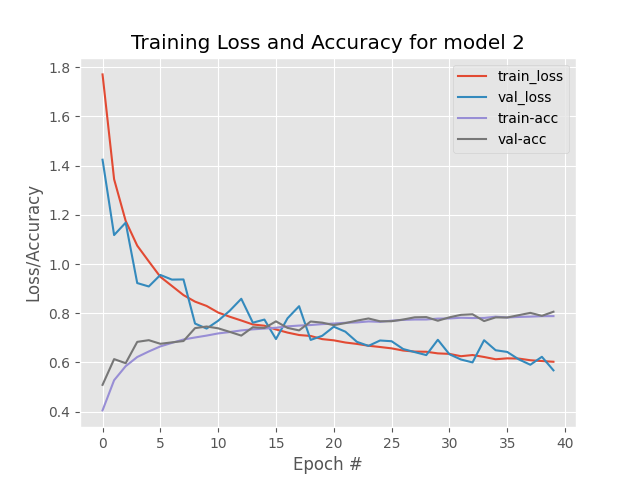 Training Loss and Accuracy for model 2
train_loss
val_loss
train-acc
val-acc
Loss/Accuracy
1.8
1.6
1.4
1.2
1.0
0.8
0.6
0.4
0 5 10 15 20 25 30 35 40
Epoch #